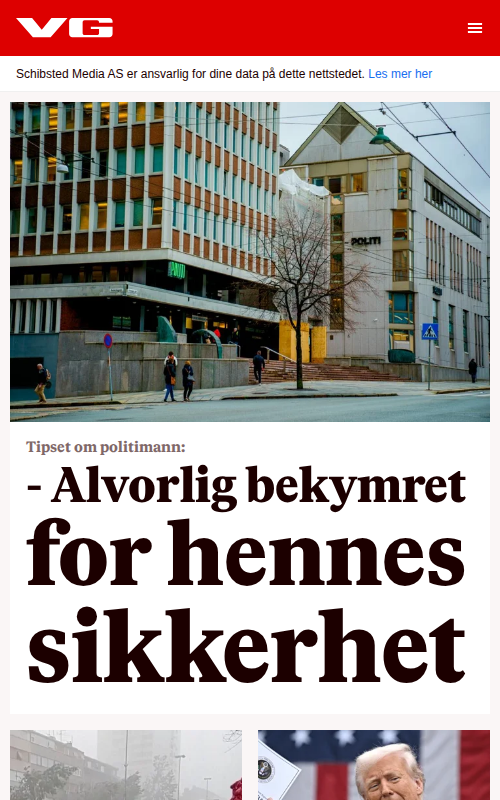 VG
Schibsted Media AS er ansvarlig for dine data på dette nettstedet. Les mer her
POLITI
Tipset om politimann:
- Alvorlig bekymret
for hennes
sikkerhet